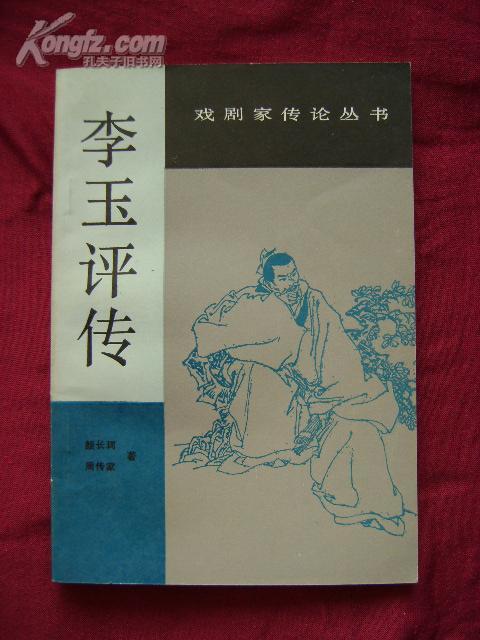 Kongfz.com
孔夫子旧书网
戏剧家传论丛书
李玉评传
颜长珂
周传家
著